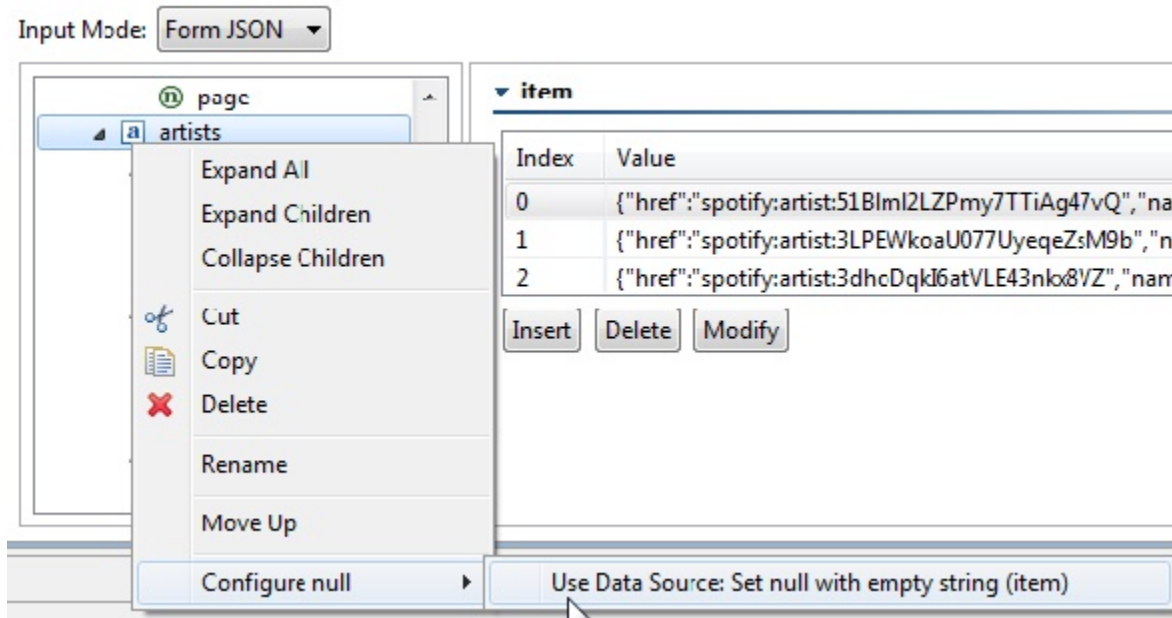 Input Mode: Form JSON
n page
a artists
item
Index Value
0 {"href":"spotify:artist:51BlmI2LZPmy7TTiAg47vQ","na
1 {"href":"spotify:artist:3LPEWkoaU077UyeqeZsM9b","n
2 {"href":"spotify:artist:3dhcDqkI6atVLE43nkx8VZ","nam
Insert Delete Modify
Expand All
Expand Children
Collapse Children
Cut
Copy
Delete
Rename
Move Up
Configure null
Use Data Source: Set null with empty string (item)